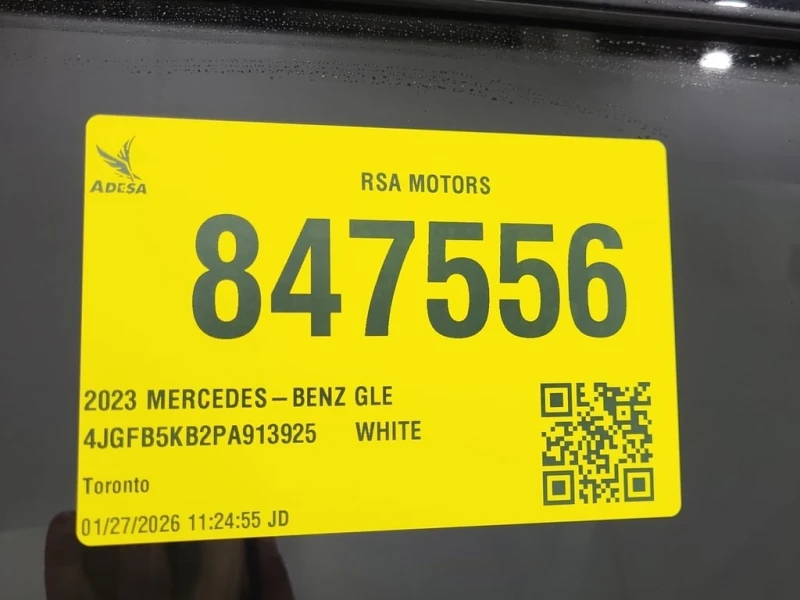 ADESA
RSA MOTORS
847556
2023 MERCEDES-BENZ GLE
4JGFB5KB2PA913925 WHITE
Toronto
01/27/2026 11:24:55 JD